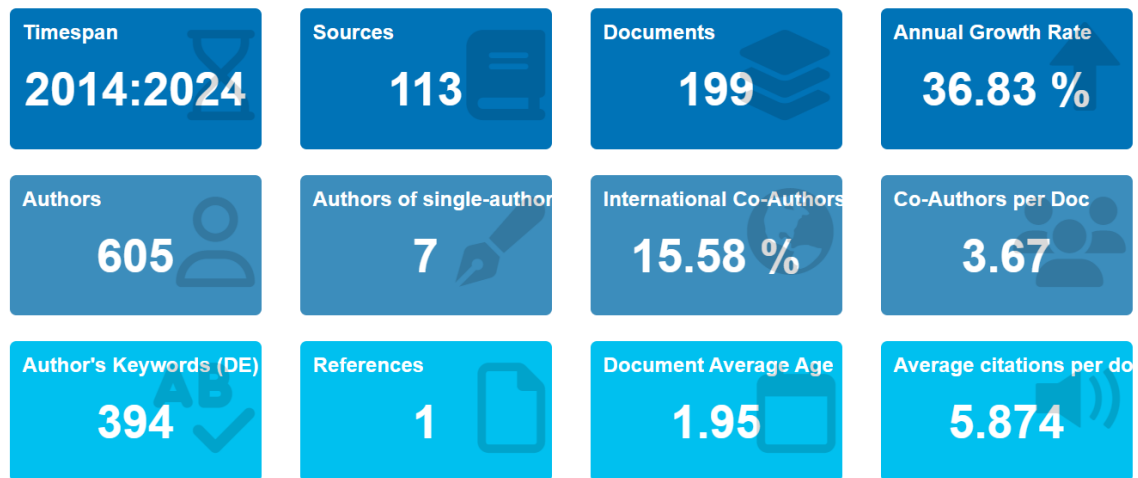 Timespan
2014:2024
Sources
113
Documents
199
Annual Growth Rate
36.83 %
Authors
605
Authors of single-author
7
International Co-Authors
15.58 %
Co-Authors per Doc
3.67
Author's Keywords (DE)
394
AB
References
1
Document Average Age
1.95
Average citations per do
5.874